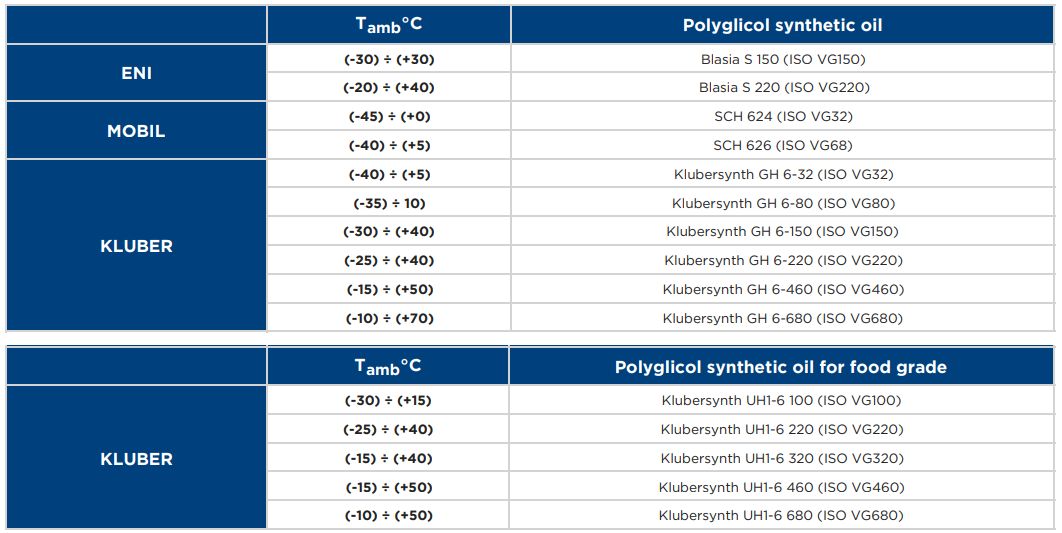 Tamb°C Polyglicol synthetic oil
ENI
(-30) ÷ (+30) Blasia S 150 (ISO VG150)
(-20) ÷ (+40) Blasia S 220 (ISO VG220)
MOBIL
(-45) ÷ (+0) SCH 624 (ISO VG32)
(-40) ÷ (+5) SCH 626 (ISO VG68)
KLUBER
(-40) ÷ (+5) Klubersynth GH 6-32 (ISO VG32)
(-35) ÷ 10) Klubersynth GH 6-80 (ISO VG80)
(-30) ÷ (+40) Klubersynth GH 6-150 (ISO VG150)
(-25) ÷ (+40) Klubersynth GH 6-220 (ISO VG220)
(-15) ÷ (+50) Klubersynth GH 6-460 (ISO VG460)
(-10) ÷ (+70) Klubersynth GH 6-680 (ISO VG680)
Tamb°C Polyglicol synthetic oil for food grade
KLUBER
(-30) ÷ (+15) Klubersynth UH1-6 100 (ISO VG100)
(-25) ÷ (+40) Klubersynth UH1-6 220 (ISO VG220)
(-15) ÷ (+40) Klubersynth UH1-6 320 (ISO VG320)
(-15) ÷ (+50) Klubersynth UH1-6 460 (ISO VG460)
(-10) ÷ (+50) Klubersynth UH1-6 680 (ISO VG680)